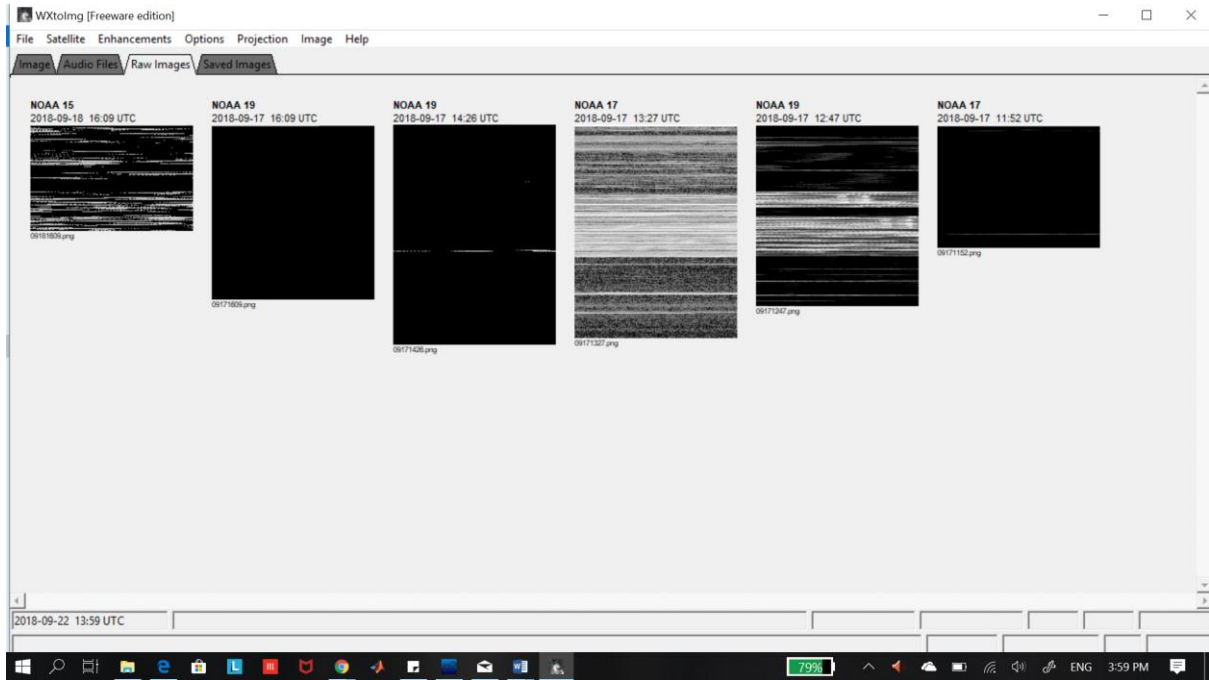 WXtoImg [Freeware edition]
File Satellite Enhancements Options Projection Image Help
Image Audio Files Raw Images Saved Images
NOAA 15
2018-09-18 16:09 UTC
09181609.png
NOAA 19
2018-09-17 16:09 UTC
09171609.png
NOAA 19
2018-09-17 14:26 UTC
09171426.png
NOAA 17
2018-09-17 13:27 UTC
09171327.png
NOAA 19
2018-09-17 12:47 UTC
09171247.png
NOAA 17
2018-09-17 11:52 UTC
09171152.png
2018-09-22 13:59 UTC
79% ENG 3:59 PM